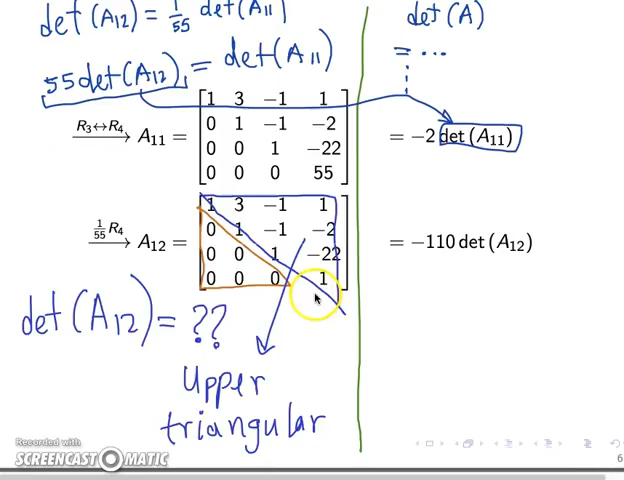 det(A12) = 1/55 det(A11)
det(A)
55det(A12) = det(A11)
= ...
R3↔R4 → A11 = [1 3 −1 1
0 1 −1 −2
0 0 1 −22
0 0 0 55] = −2 det(A11)
1/55 R4 → A12 = [1 3 −1 1
0 1 −1 −2
0 0 1 −22
0 0 0 1] = −110 det(A12)
det(A12) = ??
Upper
triangular
Recorded with
SCREENCAST-O-MATIC
6